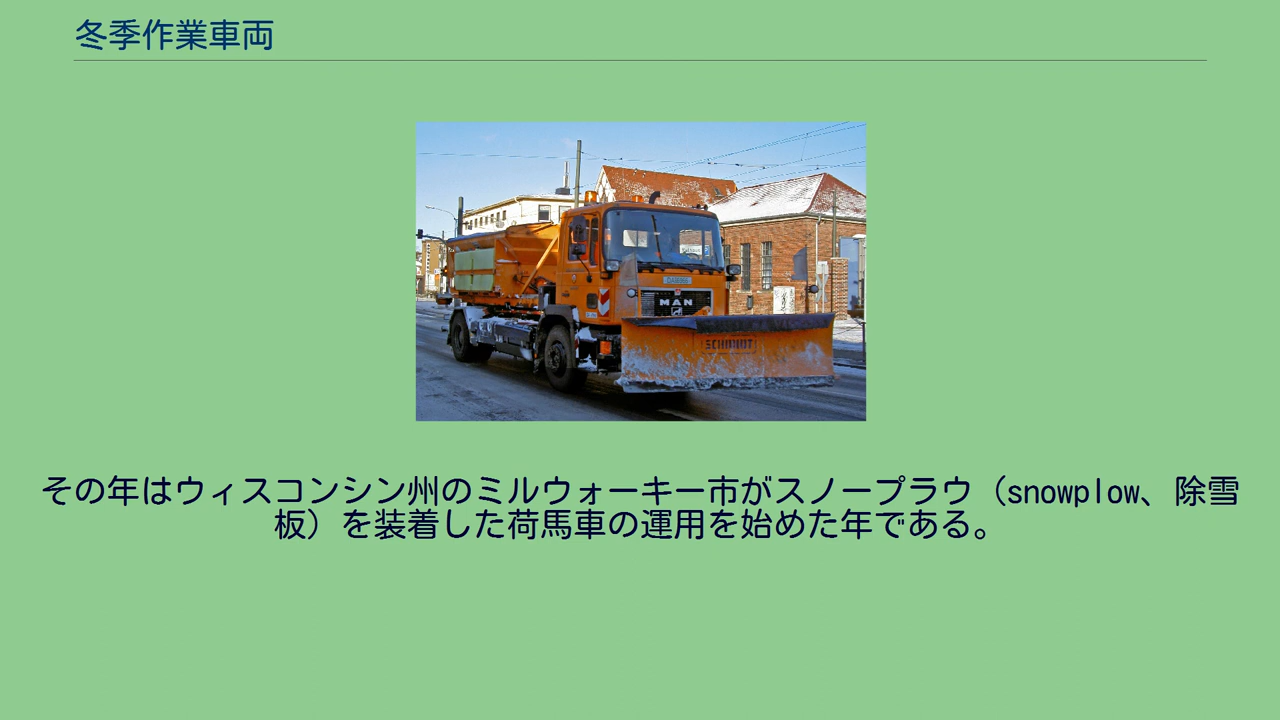 冬季作業車両
MAN
SCHMIDT
その年はウィスコンシン州のミルウォーキー市がスノープラウ（snowplow、除雪
板）を装着した荷馬車の運用を始めた年である。